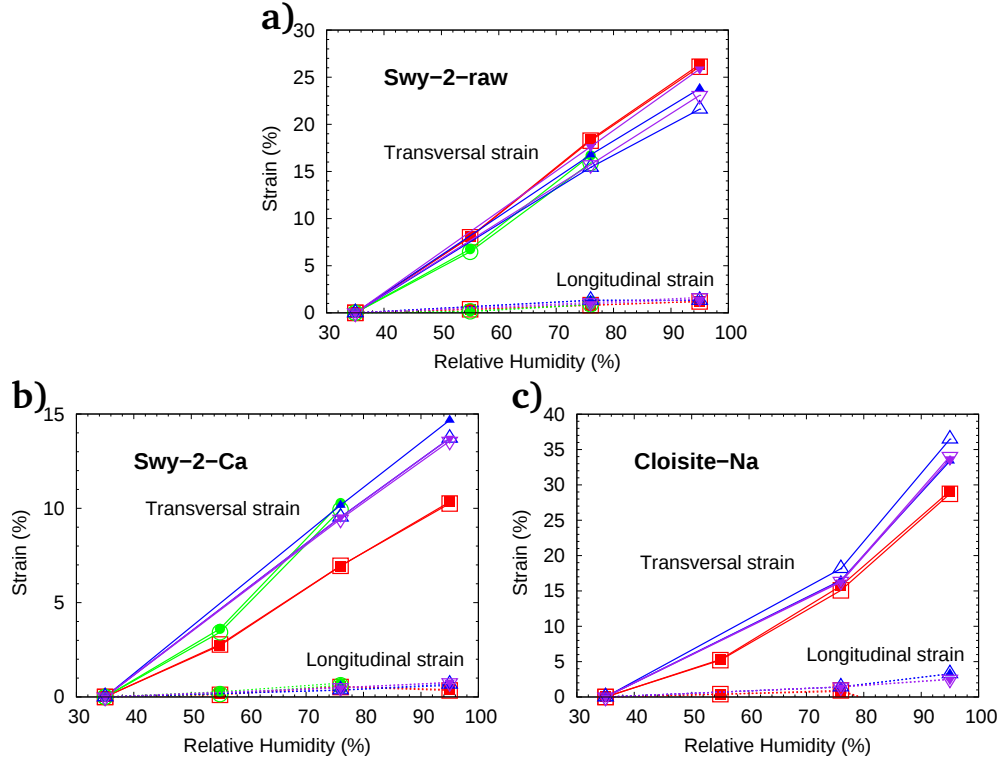 a)
30
25
20
15
10
5
0
Strain (%)
Swy−2−raw
Transversal strain
Longitudinal strain
30 40 50 60 70 80 90 100
Relative Humidity (%)
b)
15
10
5
0
Strain (%)
Swy−2−Ca
Transversal strain
Longitudinal strain
30 40 50 60 70 80 90 100
Relative Humidity (%)
c)
40
35
30
25
20
15
10
5
0
Strain (%)
Cloisite−Na
Transversal strain
Longitudinal strain
30 40 50 60 70 80 90 100
Relative Humidity (%)